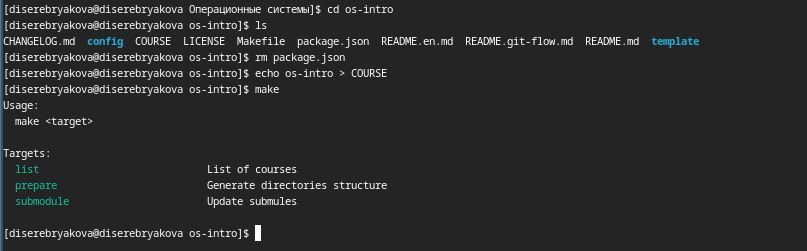 [diserebryakova@diserebryakova Операционные системы]$ cd os-intro
[diserebryakova@diserebryakova os-intro]$ ls
CHANGELOG.md  config  COURSE  LICENSE  Makefile  package.json  README.en.md  README.git-flow.md  README.md  template
[diserebryakova@diserebryakova os-intro]$ rm package.json
[diserebryakova@diserebryakova os-intro]$ echo os-intro > COURSE
[diserebryakova@diserebryakova os-intro]$ make
Usage:
  make <target>
Targets:
  list                            List of courses
  prepare                         Generate directories structure
  submodule                       Update submules
[diserebryakova@diserebryakova os-intro]$